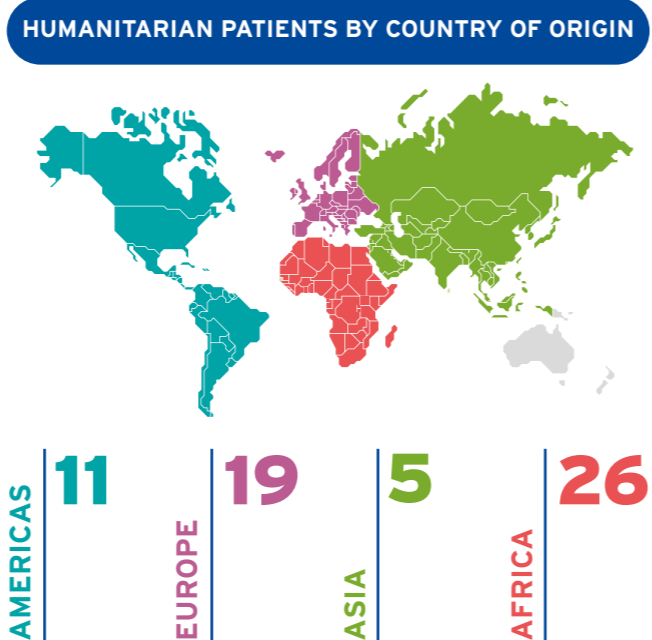 HUMANITARIAN PATIENTS BY COUNTRY OF ORIGIN
AMERICAS
11
EUROPE
19
ASIA
5
AFRICA
26